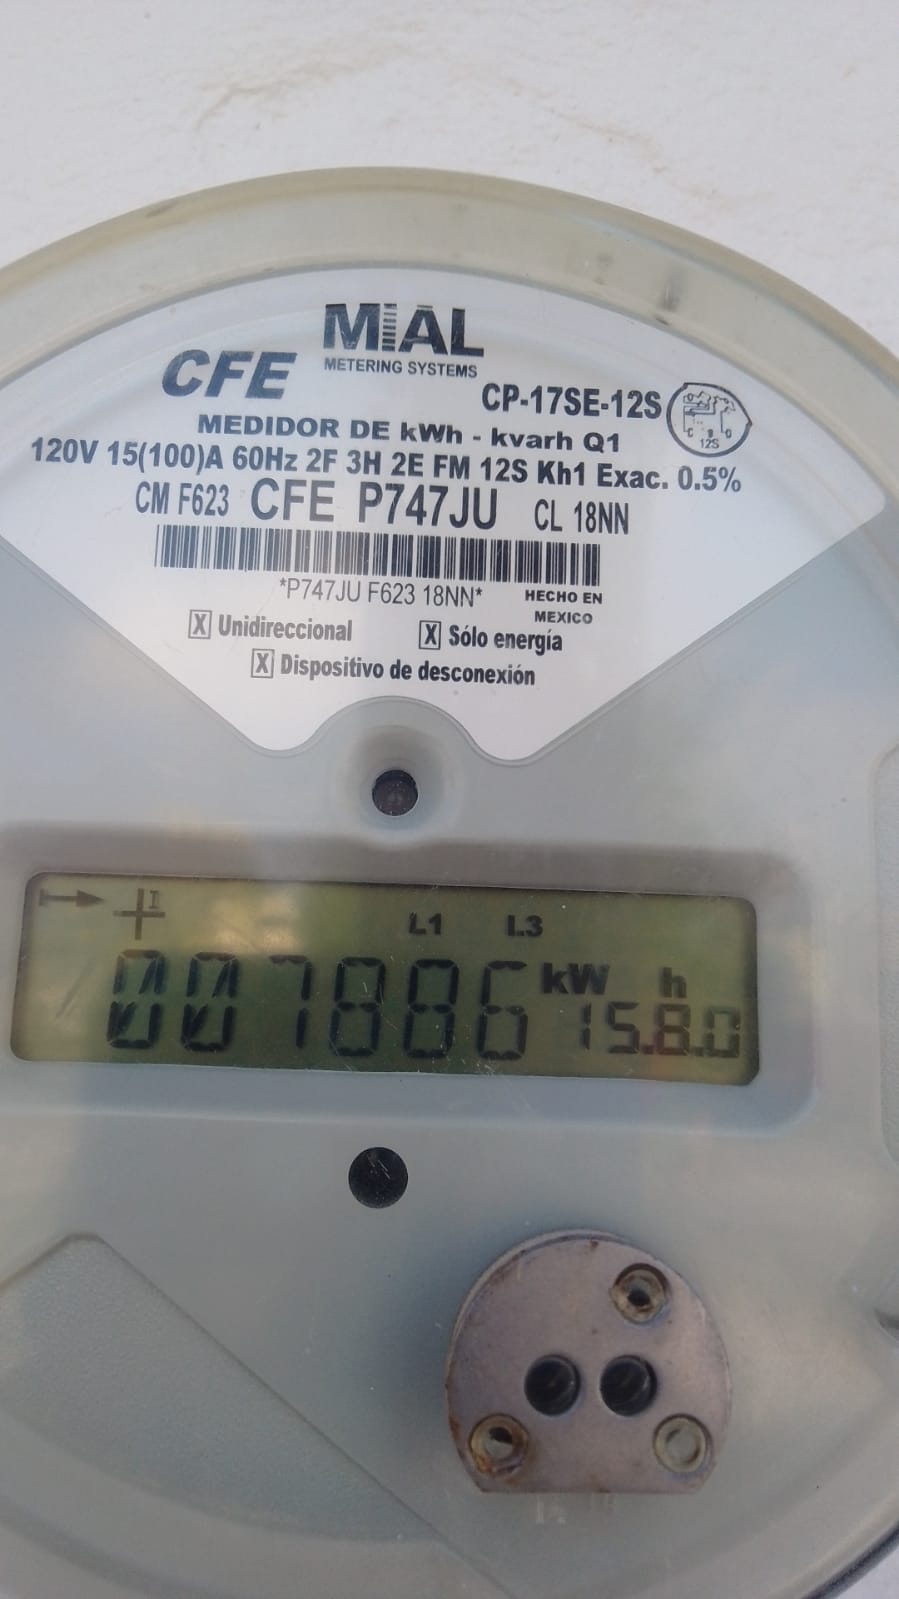 MIAL
METERING SYSTEMS
CFE
CP-17SE-12S
12S
MEDIDOR DE kWh - kvarh Q1
120V 15(100)A 60Hz 2F 3H 2E FM 12S Kh1 Exac. 0.5%
CM F623 CFE P747JU CL 18NN
*P747JU F623 18NN*
HECHO EN
MEXICO
X Unidireccional X Sólo energía
X Dispositivo de desconexión
I L1 L3
007886 kW h 15.8.0